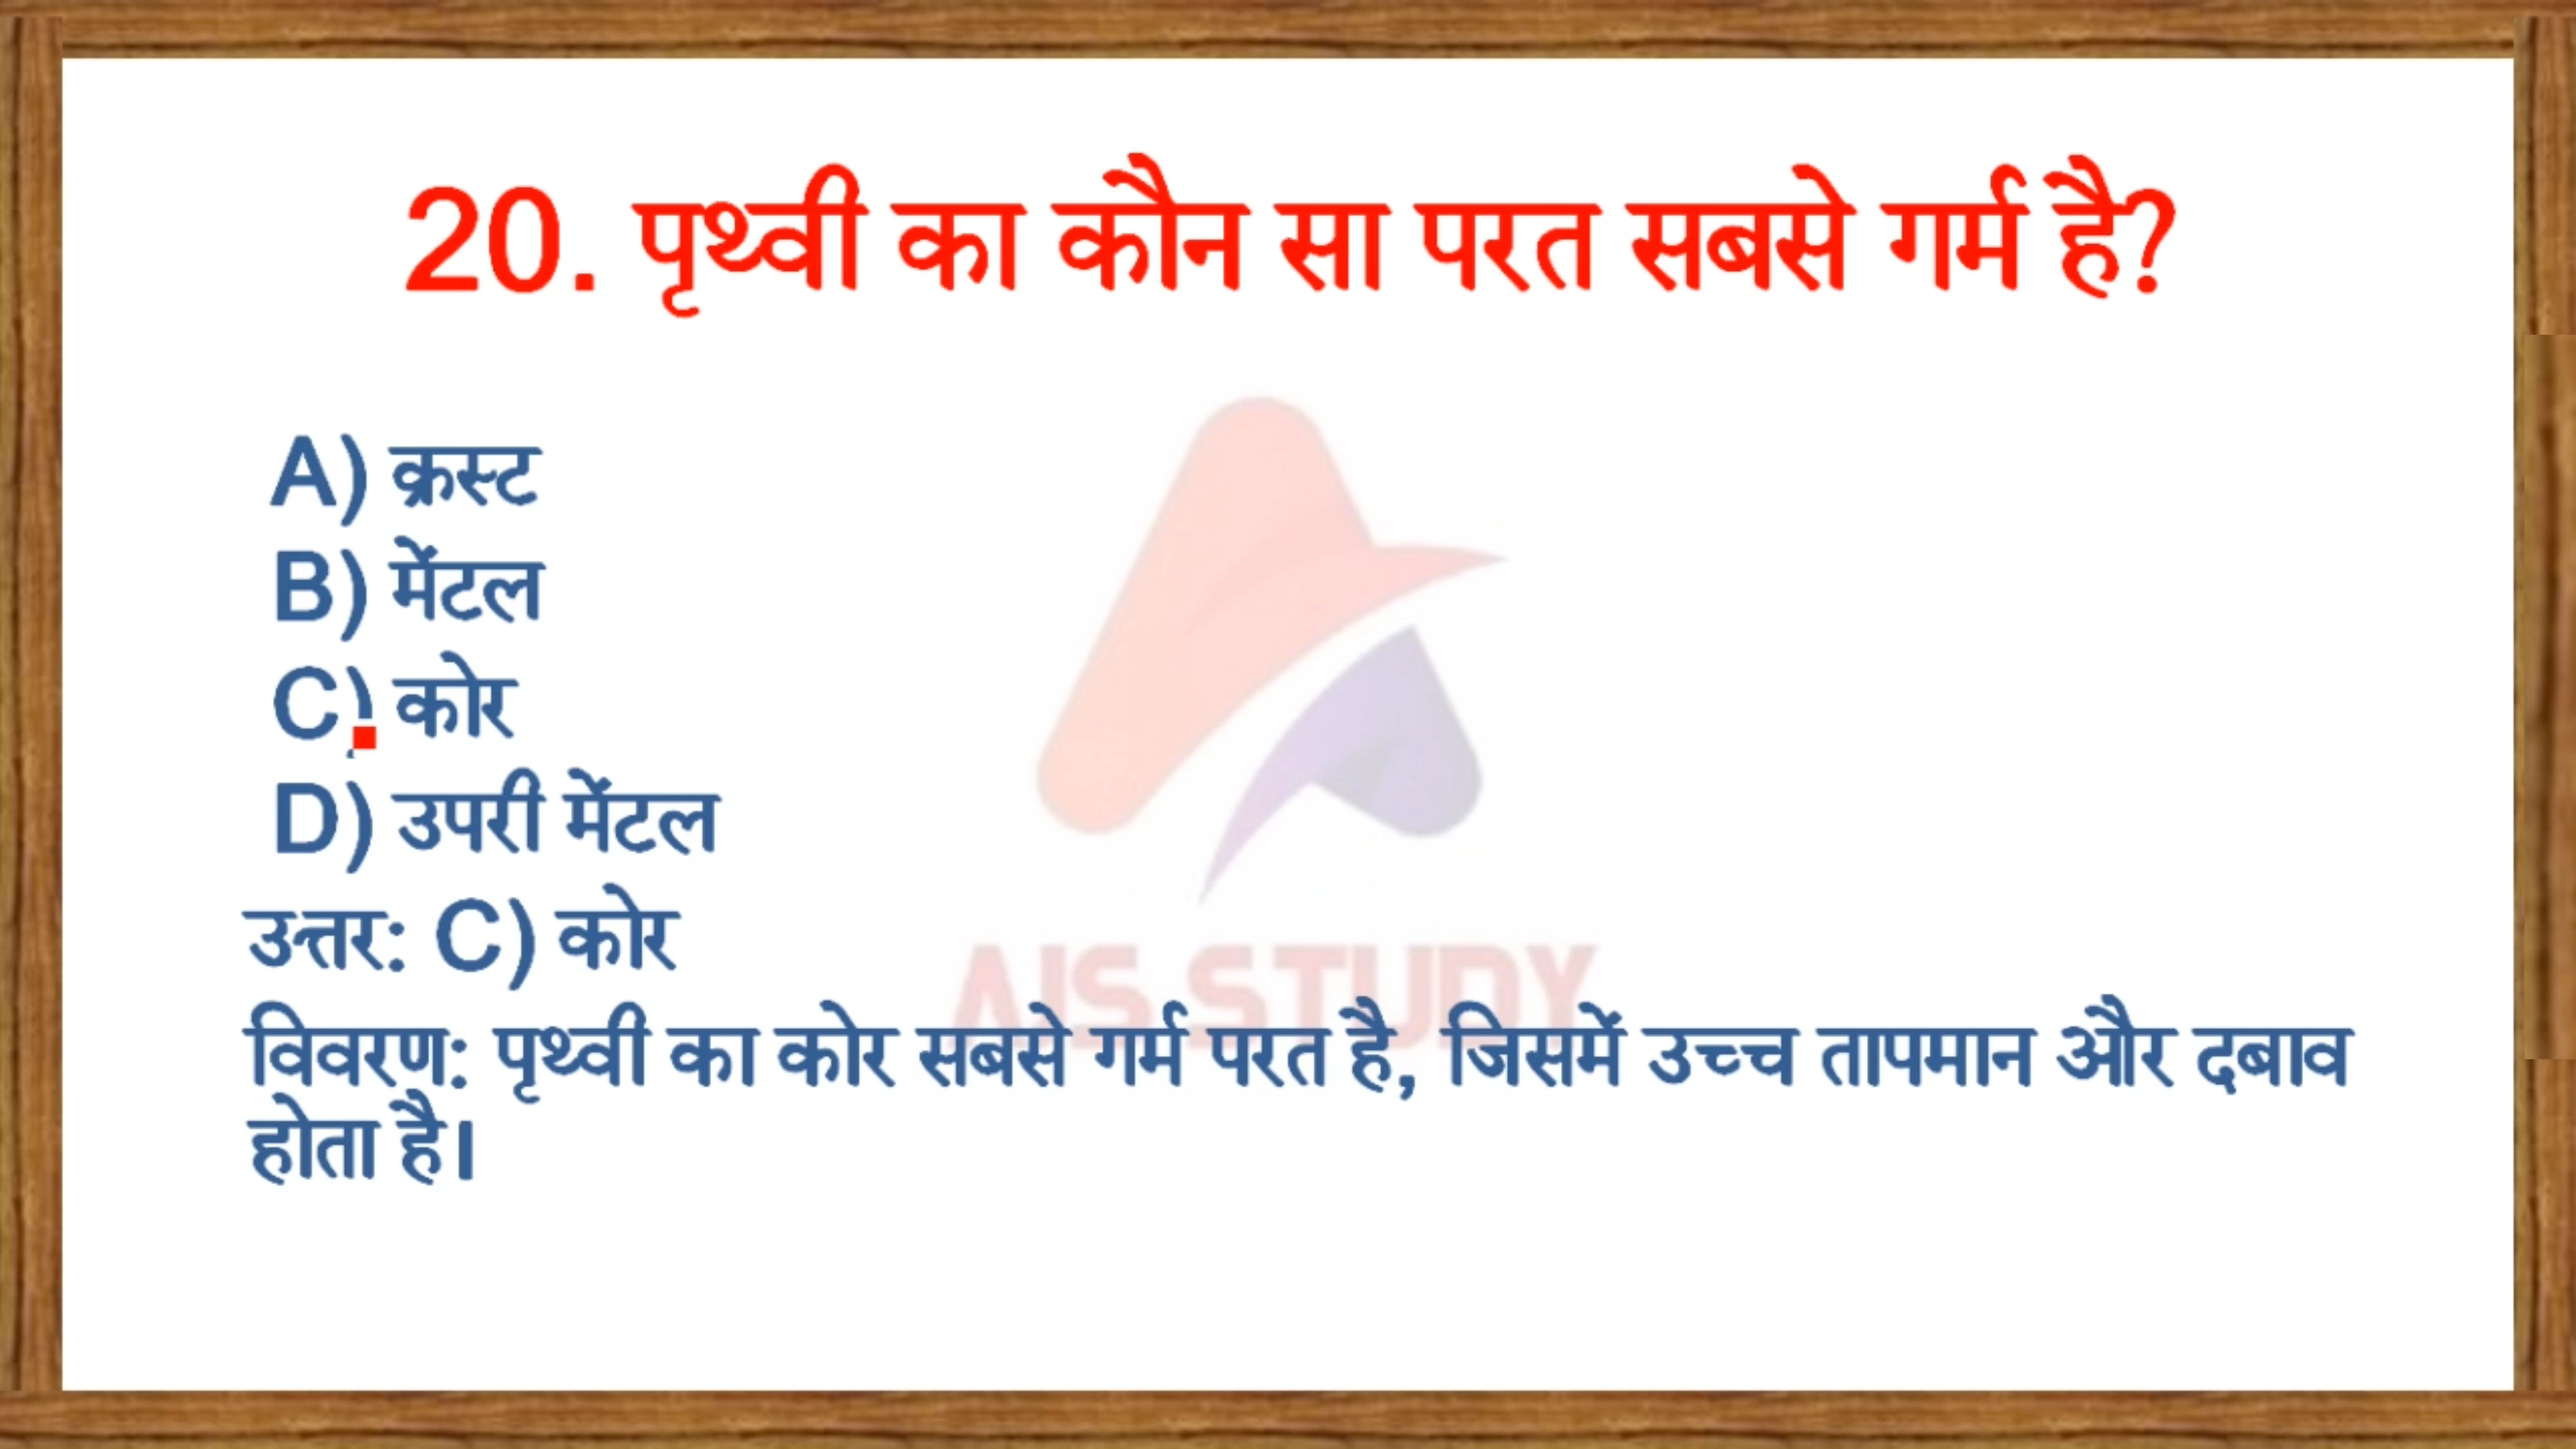 20. पृथ्वी का कौन सा परत सबसे गर्म है?
A) क्रस्ट
B) मेंटल
C) कोर
D) उपरी मेंटल
उत्तर: C) कोर
AJS STUDY
विवरण: पृथ्वी का कोर सबसे गर्म परत है, जिसमें उच्च तापमान और दबाव
होता है।